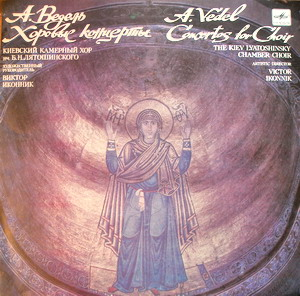 А. Ведель
Хоровые концерты
КИЕВСКИЙ КАМЕРНЫЙ ХОР
им. Б.Н.ЛЯТОШИНСКОГО
ХУДОЖЕСТВЕННЫЙ
РУКОВОДИТЕЛЬ
ВИКТОР
ИКОННИК
A. Vedel
Concertos for Choir
THE KIEV LYATOSHINSKY
CHAMBER CHOIR
ARTISTIC DIRECTOR
VICTOR
IKONNIK